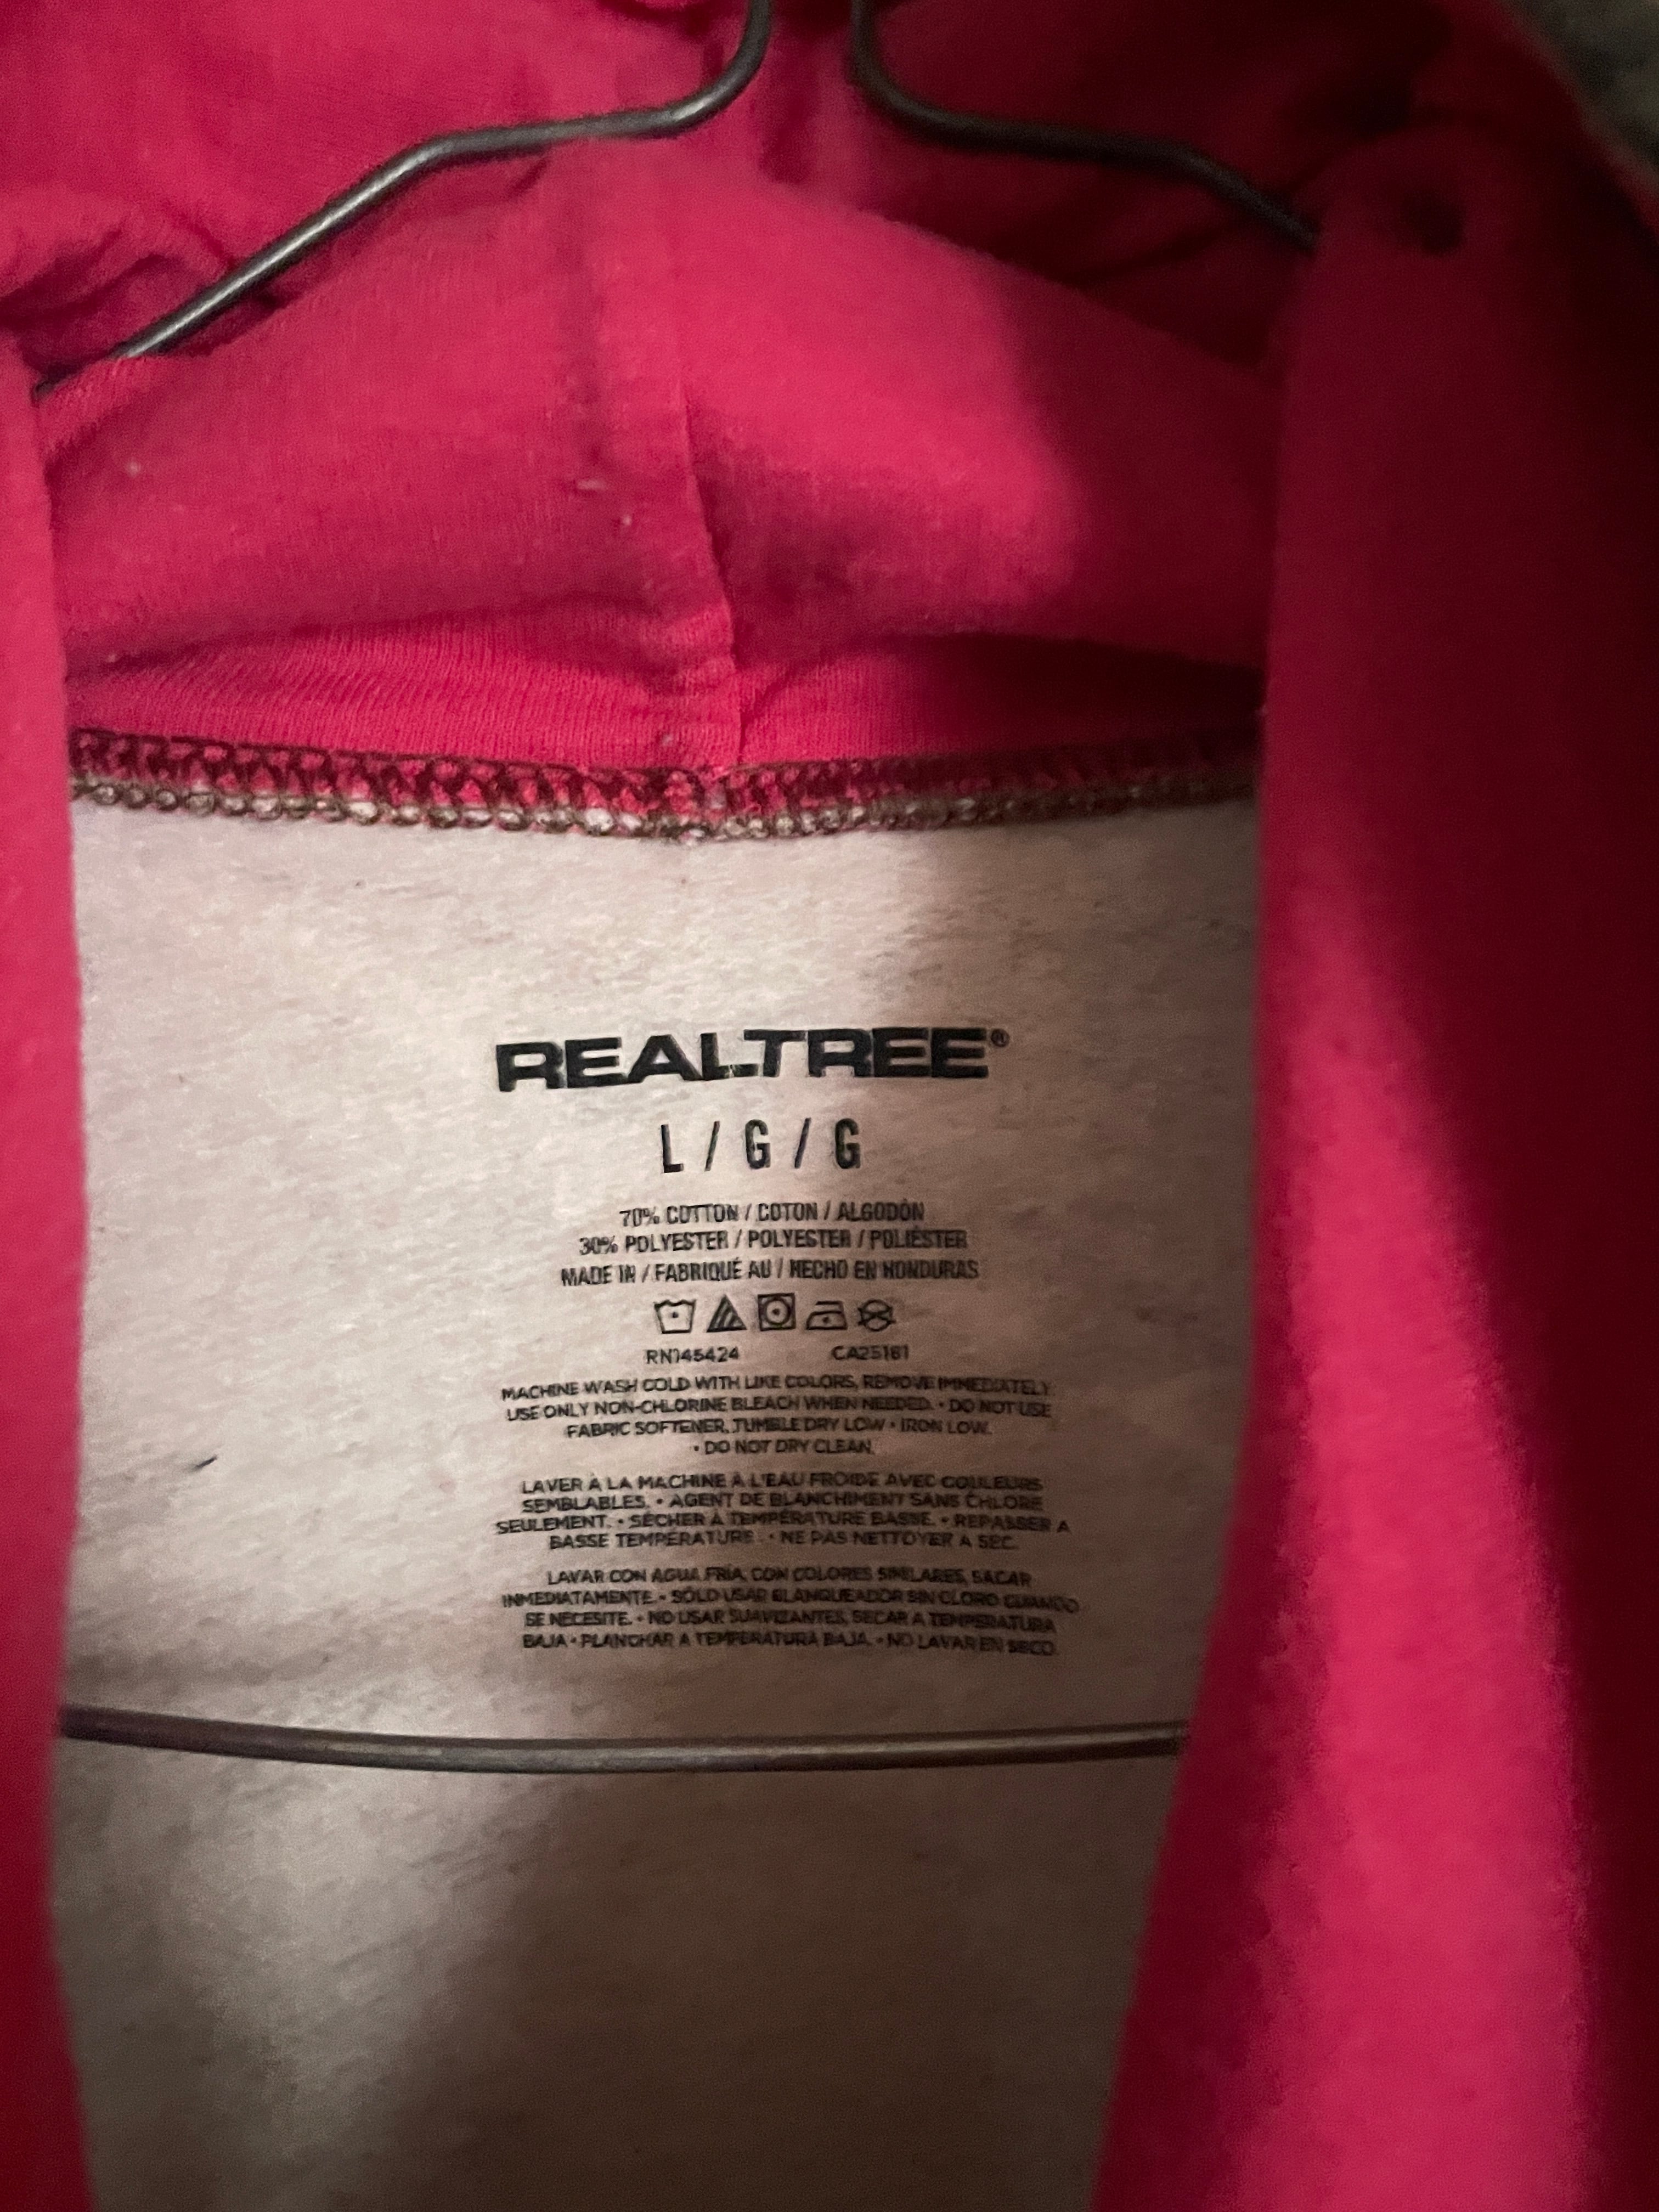 REALTREE®
L / G / G
70% COTTON / COTON / ALGODÓN
30% POLYESTER / POLYESTER / POLIÉSTER
MADE IN / FABRIQUÉ AU / HECHO EN HONDURAS
RN145424 CA25161
MACHINE WASH COLD WITH LIKE COLORS, REMOVE IMMEDIATELY.
USE ONLY NON-CHLORINE BLEACH WHEN NEEDED. • DO NOT USE
FABRIC SOFTENER, TUMBLE DRY LOW • IRON LOW.
• DO NOT DRY CLEAN.
LAVER À LA MACHINE À L'EAU FROIDE AVEC COULEURS
SEMBLABLES. • AGENT DE BLANCHIMENT SANS CHLORE
SEULEMENT. • SÉCHER À TEMPÉRATURE BASSE. • REPASSER A
BASSE TEMPÉRATURE. • NE PAS NETTOYER A SEC.
LAVAR CON AGUA FRÍA, CON COLORES SIMILARES, SACAR
INMEDIATAMENTE. • SÓLO USAR BLANQUEADOR SIN CLORO CUANDO
SE NECESITE. • NO USAR SUAVIZANTES, SECAR A TEMPERATURA
BAJA • PLANCHAR A TEMPERATURA BAJA. • NO LAVAR EN SECO.